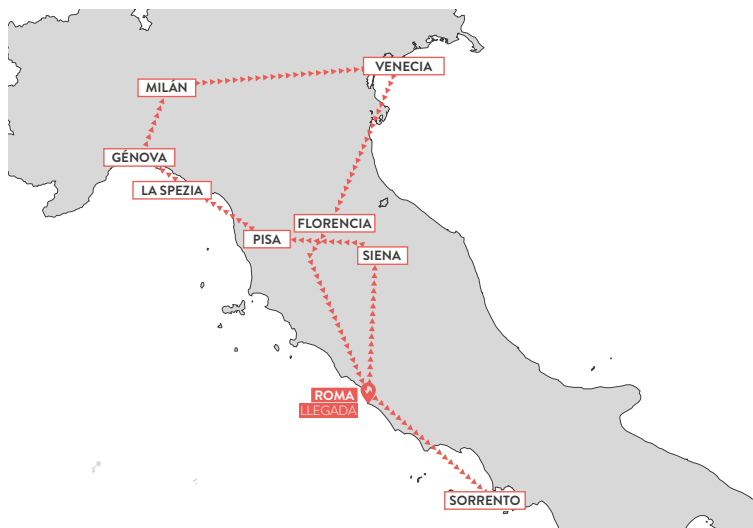 VENECIA
MILÁN
GÉNOVA
LA SPEZIA
FLORENCIA
PISA
SIENA
ROMA
LLEGADA
SORRENTO